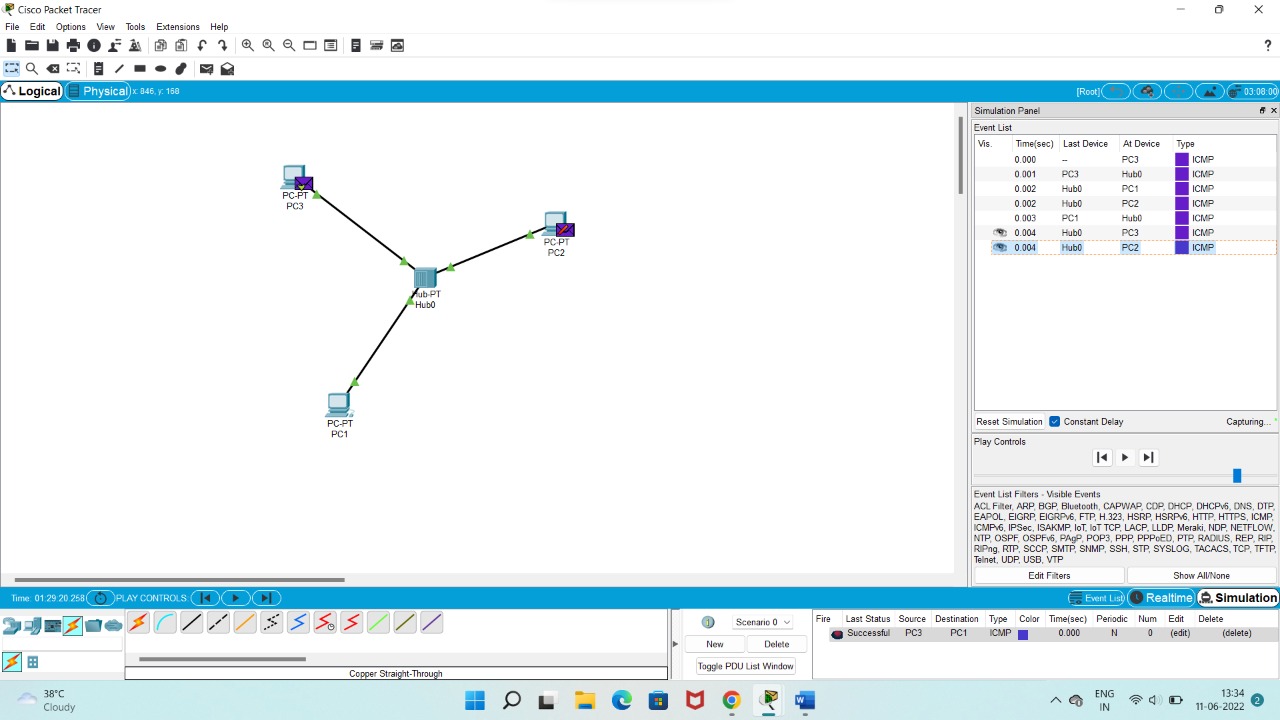 Cisco Packet Tracer
File Edit Options View Tools Extensions Help
?
Logical Physical x: 846, y: 168 [Root] 03:08:00
Simulation Panel
Event List
Vis. Time(sec) Last Device At Device Type
0.000 -- PC3 ICMP
0.001 PC3 Hub0 ICMP
0.002 Hub0 PC1 ICMP
0.002 Hub0 PC2 ICMP
0.003 PC1 Hub0 ICMP
0.004 Hub0 PC3 ICMP
0.004 Hub0 PC2 ICMP
PC-PT
PC3
PC-PT
PC2
Hub-PT
Hub0
PC-PT
PC1
Reset Simulation Constant Delay Capturing...
Play Controls
Event List Filters - Visible Events
ACL Filter, ARP, BGP, Bluetooth, CAPWAP, CDP, DHCP, DHCPv6, DNS, DTP,
EAPOL, EIGRP, EIGRPv6, FTP, H.323, HSRP, HSRPv6, HTTP, HTTPS, ICMP,
ICMPv6, IPSec, ISAKMP, IoT, IoT TCP, LACP, LLDP, Meraki, NDP, NETFLOW,
NTP, OSPF, OSPFv6, PAgP, POP3, PPP, PPPoED, PTP, RADIUS, REP, RIP,
RIPng, RTP, SCCP, SMTP, SNMP, SSH, STP, SYSLOG, TACACS, TCP, TFTP,
Telnet, UDP, USB, VTP
Edit Filters Show All/None
Time: 01:29:20.258 PLAY CONTROLS: Event List Realtime Simulation
Scenario 0
New Delete
Toggle PDU List Window
Fire Last Status Source Destination Type Color Time(sec) Periodic Num Edit Delete
Successful PC3 PC1 ICMP 0.000 N 0 (edit) (delete)
Copper Straight-Through
38°C
Cloudy
W
ENG
IN
13:34
11-06-2022
2